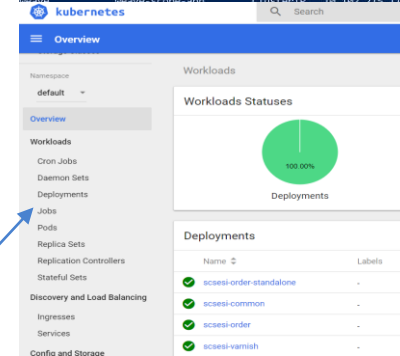 kubernetes
Search
Overview
Namespace
default
Overview
Workloads
Cron Jobs
Daemon Sets
Deployments
Jobs
Pods
Replica Sets
Replication Controllers
Stateful Sets
Discovery and Load Balancing
Ingresses
Services
Config and Storage
Workloads
Workloads Statuses
100.00%
Deployments
Deployments
Name Labels
scsesi-order-standalone -
scsesi-common -
scsesi-order -
scsesi-varnish -